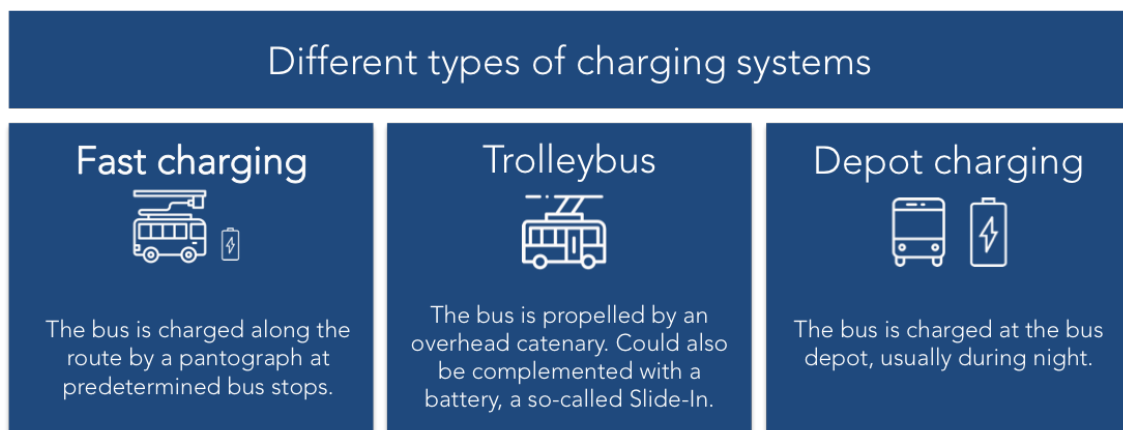 Different types of charging systems
Fast charging
The bus is charged along the
route by a pantograph at
predetermined bus stops.
Trolleybus
The bus is propelled by an
overhead catenary. Could also
be complemented with a
battery, a so-called Slide-In.
Depot charging
The bus is charged at the bus
depot, usually during night.